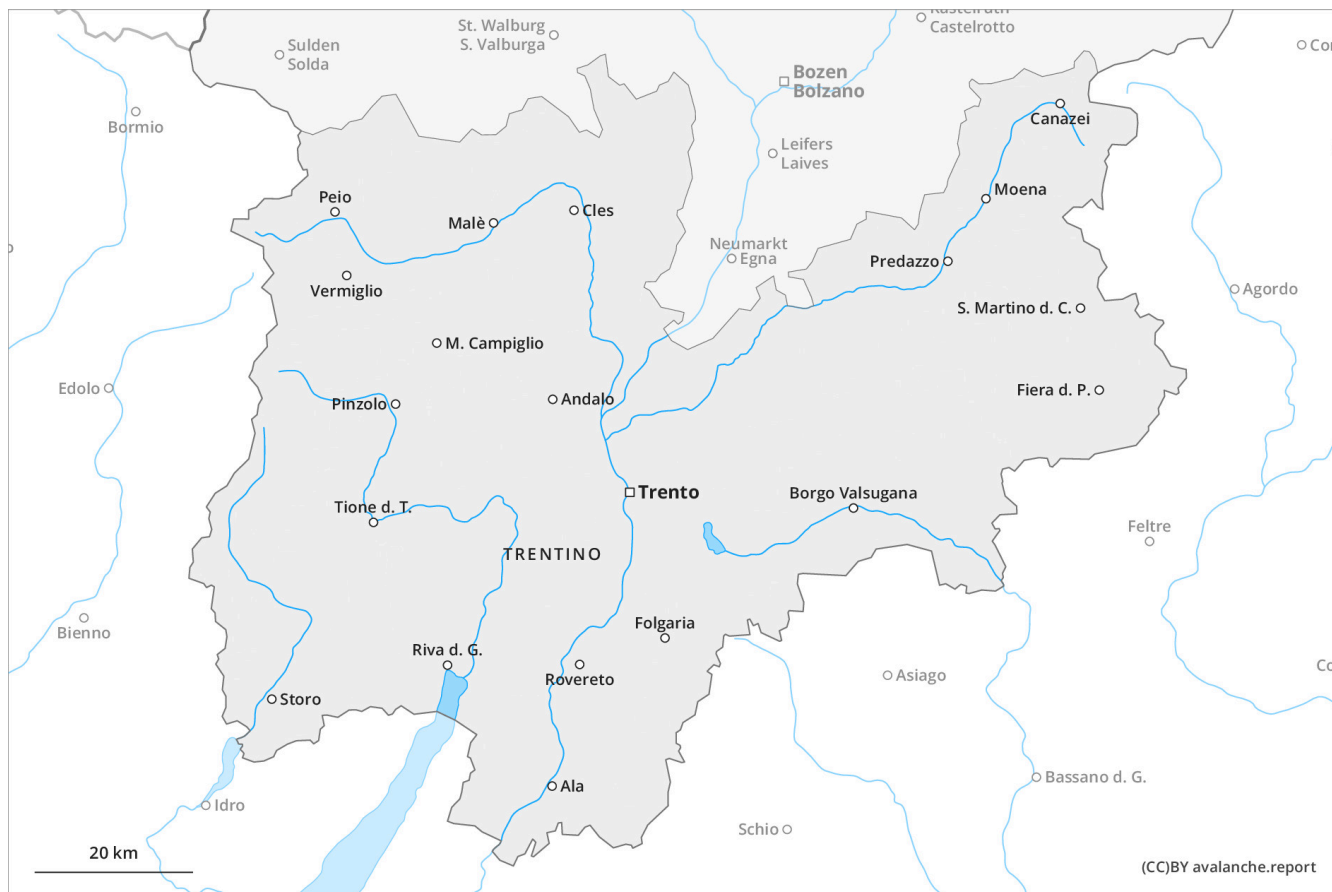 Kastelruth
Castelrotto
St. Walburg
S. Valburga
Sulden
Solda
Bozen
Bolzano
Bormio
Canazei
Leifers
Laives
Moena
Peio
Malè
Cles
Neumarkt
Egna
Predazzo
Vermiglio
Agordo
S. Martino d. C.
M. Campiglio
Edolo
Fiera d. P.
Pinzolo
Andalo
Trento
Borgo Valsugana
Tione d. T.
Feltre
TRENTINO
Bienno
Folgaria
Riva d. G.
Asiago
Rovereto
Storo
Bassano d. G.
Ala
Idro
Schio
20 km
(CC)BY avalanche.report